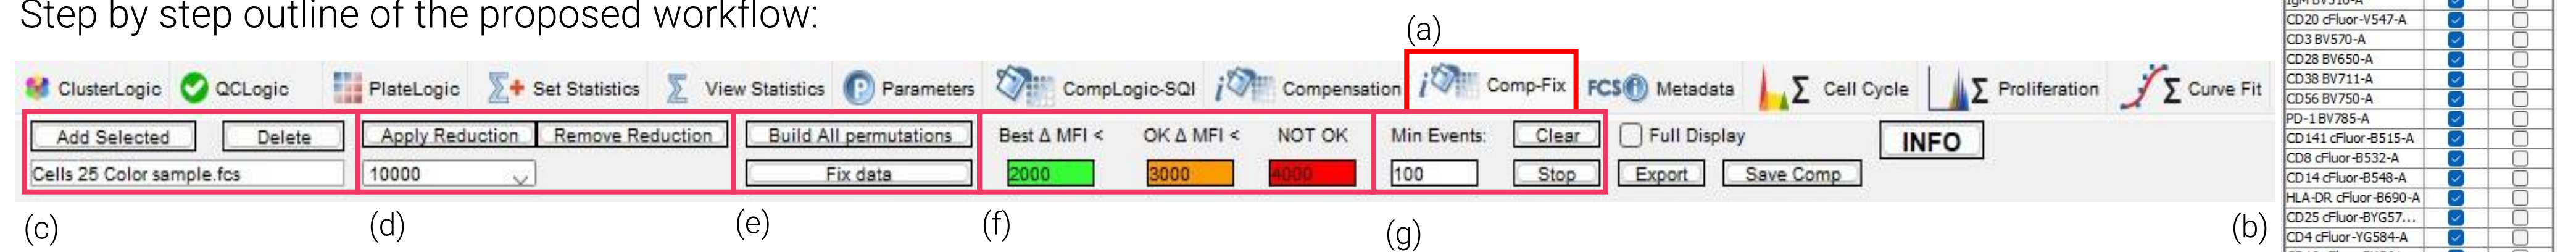 Step by step outline of the proposed workflow:
(a)
ClusterLogic QCLogic PlateLogic Set Statistics View Statistics Parameters CompLogic-SQI Compensation Comp-Fix FCS Metadata Cell Cycle Proliferation Curve Fit
Add Selected Delete Apply Reduction Remove Reduction Build All permutations Best Δ MFI < OK Δ MFI < NOT OK Min Events: Clear Full Display INFO
Cells 25 Color sample.fcs 10000 Fix data 2000 3000 4000 100 Stop Export Save Comp
(c) (d) (e) (f) (g) (b)
CD20 cFluor-V547-A
CD3 BV570-A
CD28 BV650-A
CD38 BV711-A
CD56 BV750-A
PD-1 BV785-A
CD141 cFluor-B515-A
CD8 cFluor-B532-A
CD14 cFluor-B548-A
HLA-DR cFluor-B690-A
CD25 cFluor-BYG57...
CD4 cFluor-YG584-A